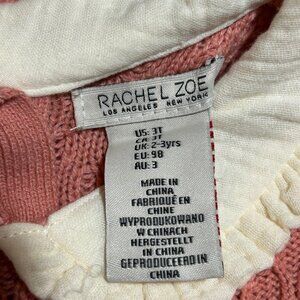 RACHEL ZOE
LOS ANGELES NEW YORK
US: 3T
CA: 3T
UK: 2-3yrs
EU: 98
AU: 3
MADE IN
CHINA
FABRIQUÉ EN
CHINE
WYPRODUKOWANO
W CHINACH
HERGESTELLT
IN CHINA
GEPRODUCEERD IN
CHINA